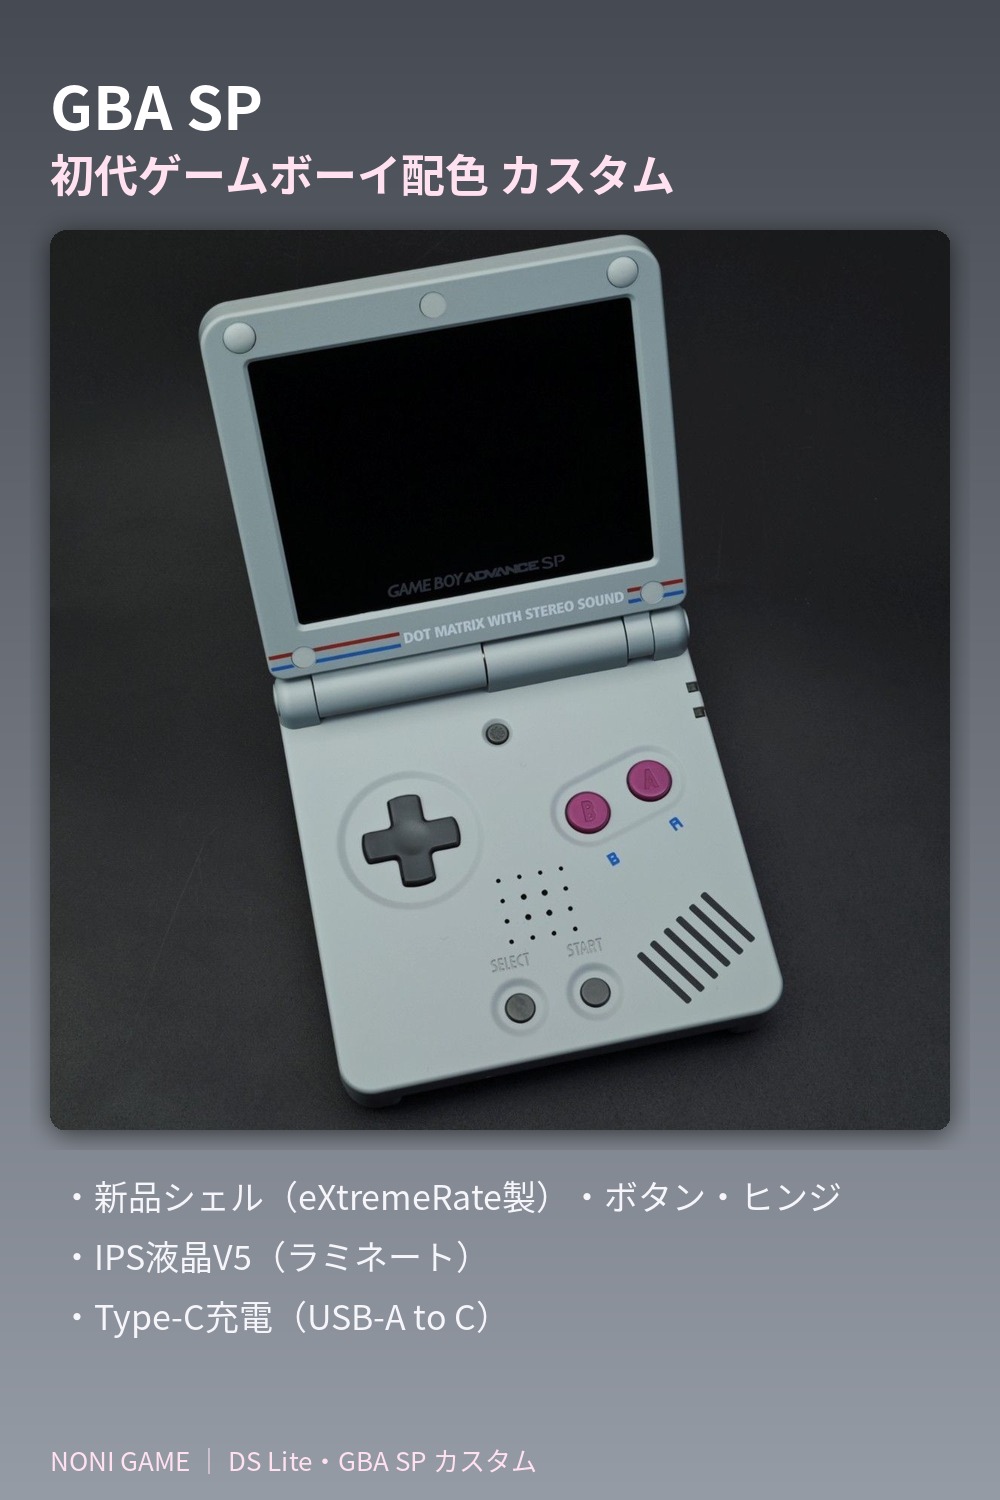 GBA SP
初代ゲームボーイ配色 カスタム
GAME BOY ADVANCE SP
DOT MATRIX WITH STEREO SOUND
A
B
A
B
SELECT
START
・新品シェル（eXtremeRate製）・ボタン・ヒンジ
・IPS液晶V5（ラミネート）
・Type-C充電（USB-A to C）
NONI GAME ｜ DS Lite・GBA SP カスタム